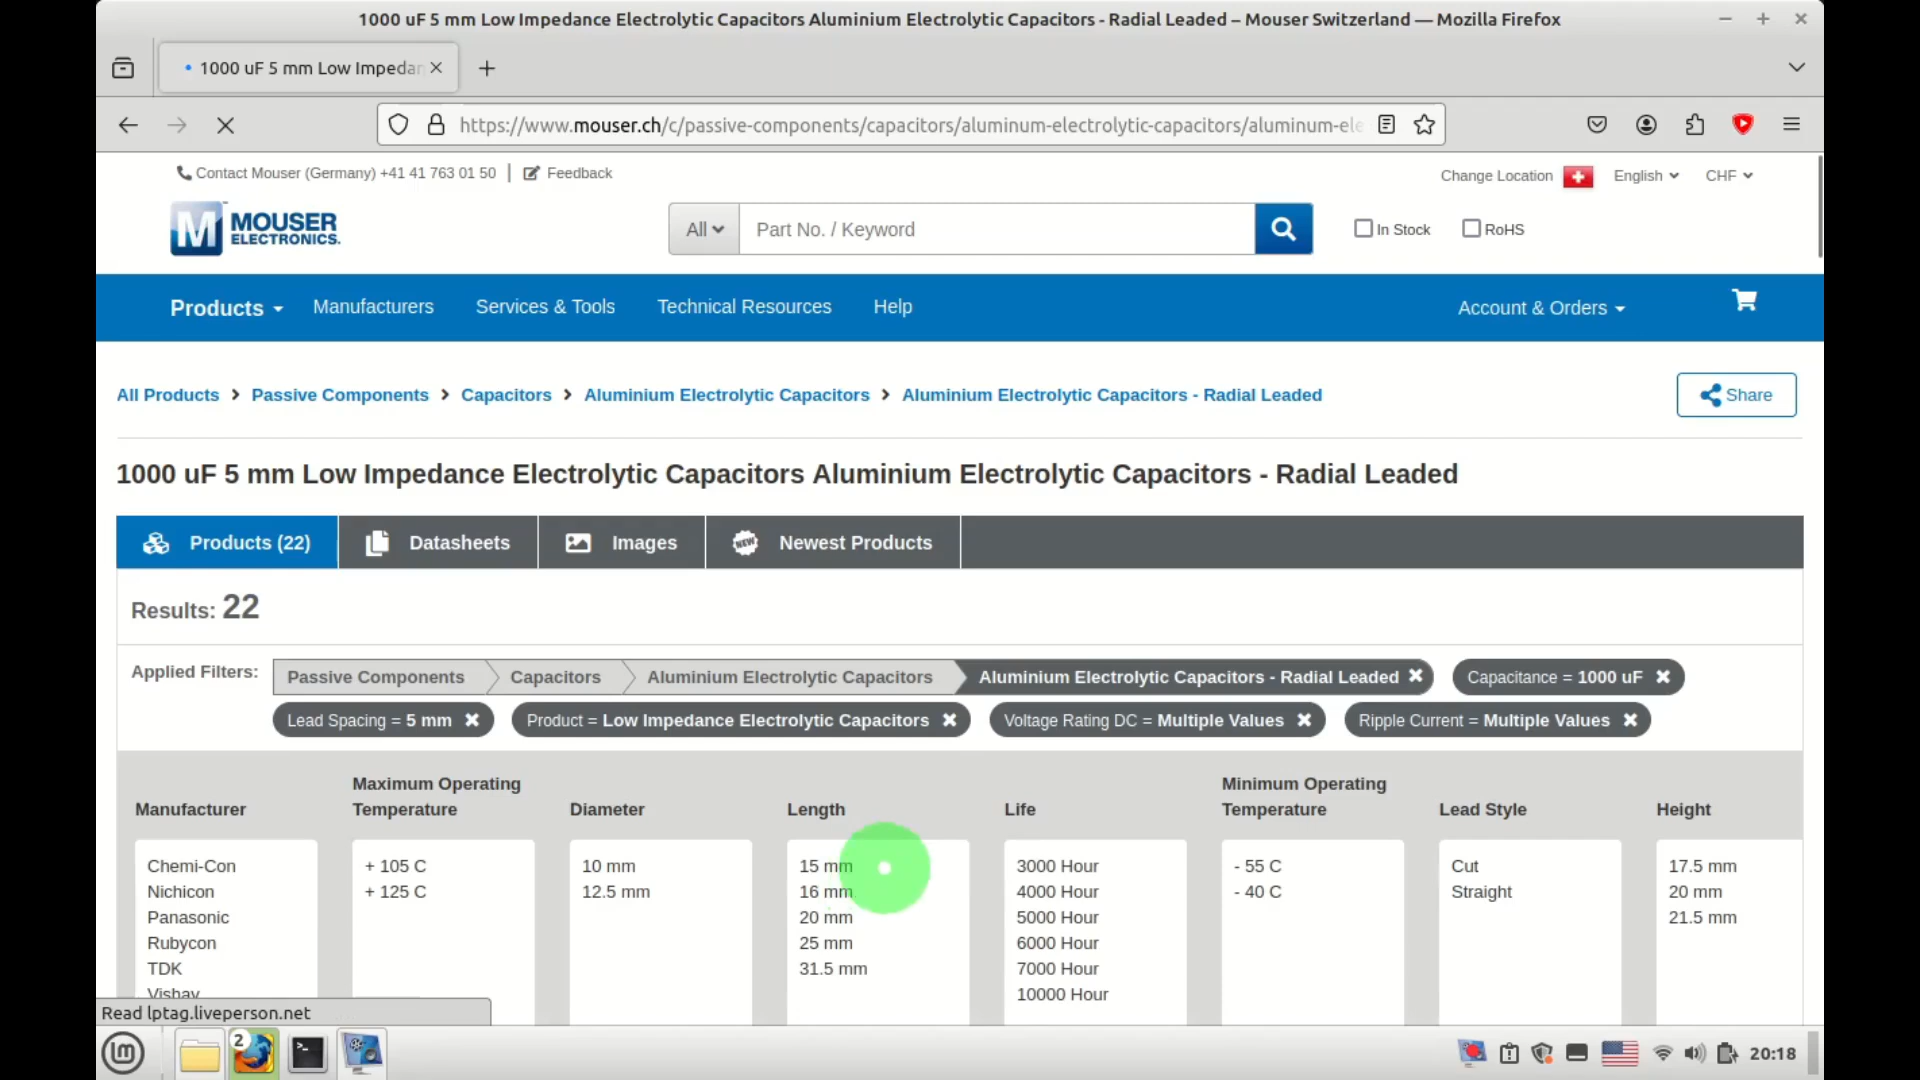 1000 uF 5 mm Low Impedance Electrolytic Capacitors Aluminium Electrolytic Capacitors - Radial Leaded – Mouser Switzerland — Mozilla Firefox
1000 uF 5 mm Low Impedan
https://www.mouser.ch/c/passive-components/capacitors/aluminum-electrolytic-capacitors/aluminum-ele
Contact Mouser (Germany) +41 41 763 01 50 | Feedback
Change Location English CHF
MOUSER ELECTRONICS.
All Part No. / Keyword In Stock RoHS
Products Manufacturers Services & Tools Technical Resources Help Account & Orders
All Products > Passive Components > Capacitors > Aluminium Electrolytic Capacitors > Aluminium Electrolytic Capacitors - Radial Leaded Share
1000 uF 5 mm Low Impedance Electrolytic Capacitors Aluminium Electrolytic Capacitors - Radial Leaded
Products (22) Datasheets NEW Images Newest Products
Results: 22
Applied Filters: Passive Components Capacitors Aluminium Electrolytic Capacitors Aluminium Electrolytic Capacitors - Radial Leaded Capacitance = 1000 uF
Lead Spacing = 5 mm Product = Low Impedance Electrolytic Capacitors Voltage Rating DC = Multiple Values Ripple Current = Multiple Values
Manufacturer
Chemi-Con
Nichicon
Panasonic
Rubycon
TDK
Vishay
Maximum Operating
Temperature
+ 105 C
+ 125 C
Diameter
10 mm
12.5 mm
Length
15 mm
16 mm
20 mm
25 mm
31.5 mm
Life
3000 Hour
4000 Hour
5000 Hour
6000 Hour
7000 Hour
10000 Hour
Minimum Operating
Temperature
- 55 C
- 40 C
Lead Style
Cut
Straight
Height
17.5 mm
20 mm
21.5 mm
Read lptag.liveperson.net
2
20:18